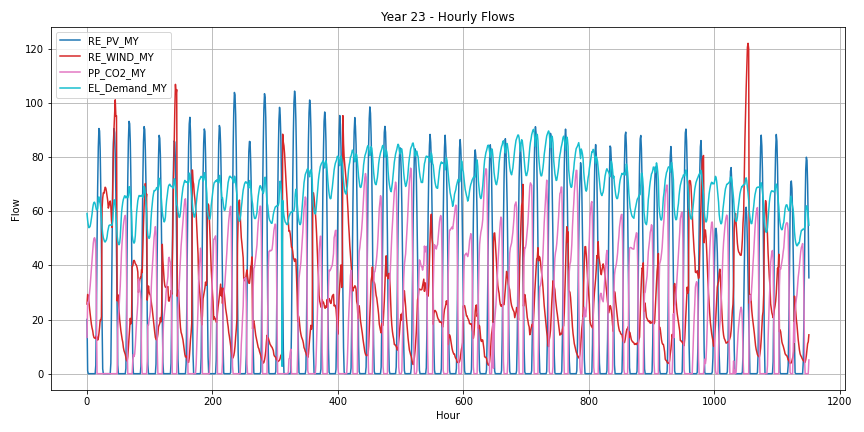 Year 23 - Hourly Flows
RE_PV_MY
RE_WIND_MY
PP_CO2_MY
EL_Demand_MY
Flow
120
100
80
60
40
20
0
0
200
400
600
800
1000
1200
Hour